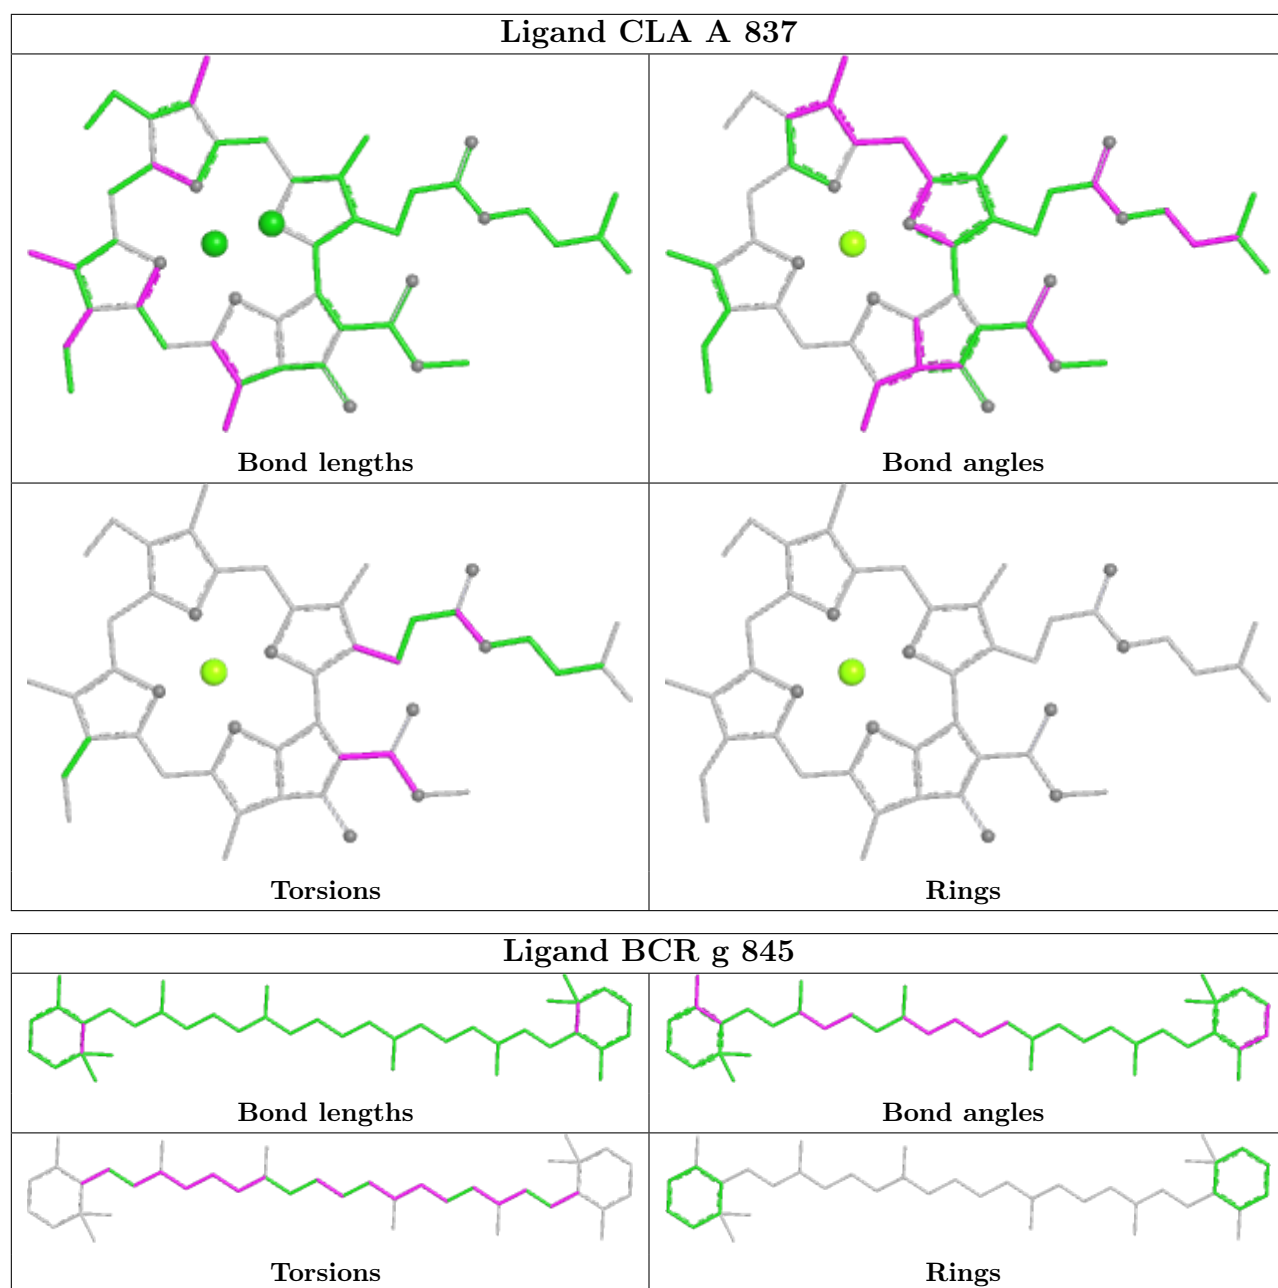 Ligand CLA A 837
Bond lengths
Bond angles
Torsions
Rings
Ligand BCR g 845
Bond lengths
Bond angles
Torsions
Rings